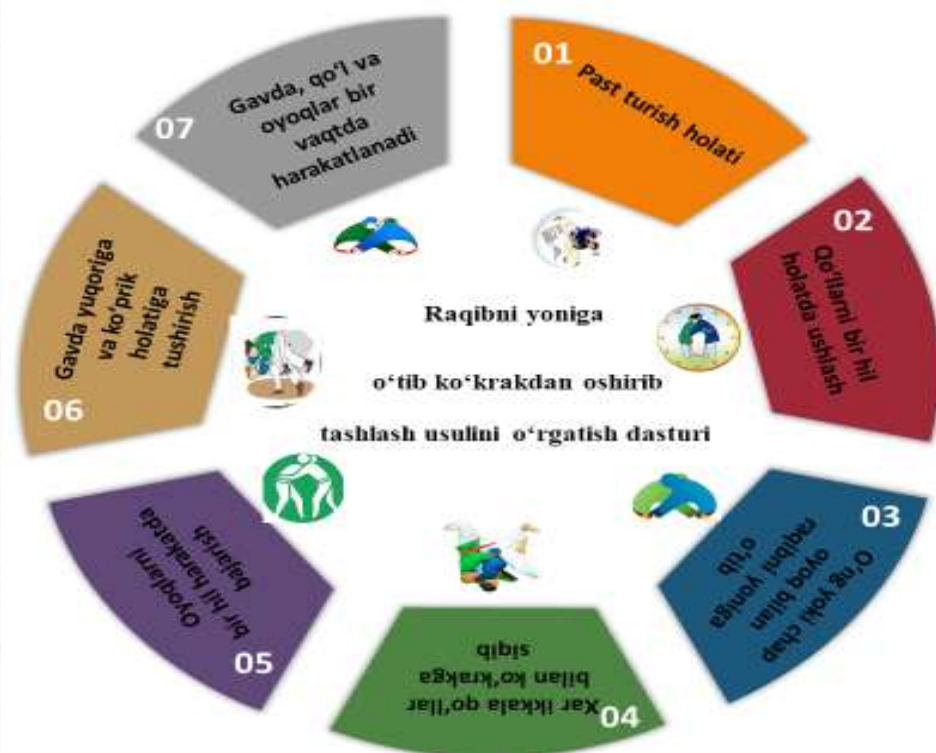 01
Past turish holati
02
Qo‘llarni bir hil
holatda ushlash
03
O‘ng yoki chap
oyoq bilan
raqibni yoniga
o‘tib
04
Xar ikkala qo‘llar
bilan ko‘krakga
siqib
05
Oyoqlarni
bir hil harakatda
bajarish
06
Gavda yuqoriga
va ko‘prik
holatiga
tushirish
07
Gavda, qo‘l va
oyoqlar bir
vaqtda
harakatlanadi
Raqibni yoniga
o‘tib ko‘krakdan oshirib
tashlash usulini o‘rgatish dasturi